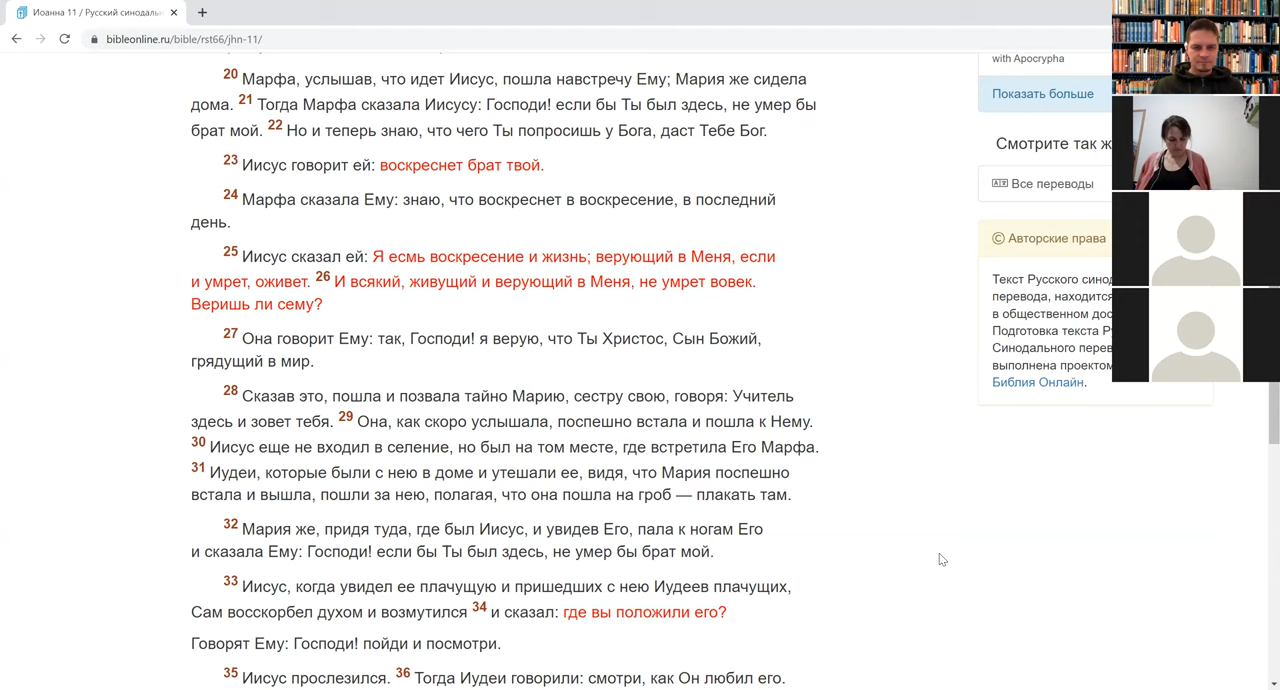 Иоанна 11 / Русский синодаль
bibleonline.ru/bible/rst66/jhn-11/
20 Марфа, услышав, что идет Иисус, пошла навстречу Ему; Мария же сидела
дома. 21 Тогда Марфа сказала Иисусу: Господи! если бы Ты был здесь, не умер бы
брат мой. 22 Но и теперь знаю, что чего Ты попросишь у Бога, даст Тебе Бог.
23 Иисус говорит ей: воскреснет брат твой.
24 Марфа сказала Ему: знаю, что воскреснет в воскресение, в последний
день.
25 Иисус сказал ей: Я есмь воскресение и жизнь; верующий в Меня, если
и умрет, оживет. 26 И всякий, живущий и верующий в Меня, не умрет вовек.
Веришь ли сему?
27 Она говорит Ему: так, Господи! я верую, что Ты Христос, Сын Божий,
грядущий в мир.
28 Сказав это, пошла и позвала тайно Марию, сестру свою, говоря: Учитель
здесь и зовет тебя. 29 Она, как скоро услышала, поспешно встала и пошла к Нему.
30 Иисус еще не входил в селение, но был на том месте, где встретила Его Марфа.
31 Иудеи, которые были с нею в доме и утешали ее, видя, что Мария поспешно
встала и вышла, пошли за нею, полагая, что она пошла на гроб — плакать там.
32 Мария же, придя туда, где был Иисус, и увидев Его, пала к ногам Его
и сказала Ему: Господи! если бы Ты был здесь, не умер бы брат мой.
33 Иисус, когда увидел ее плачущую и пришедших с нею Иудеев плачущих,
Сам восскорбел духом и возмутился 34 и сказал: где вы положили его?
Говорят Ему: Господи! пойди и посмотри.
35 Иисус прослезился. 36 Тогда Иудеи говорили: смотри, как Он любил его.
with Apocrypha
Показать больше
Смотрите так ж
Все переводы
© Авторские права
Текст Русского сино
перевода, находится
в общественном дос
Подготовка текста Р
Синодального перев
выполнена проектом
Библия Онлайн.